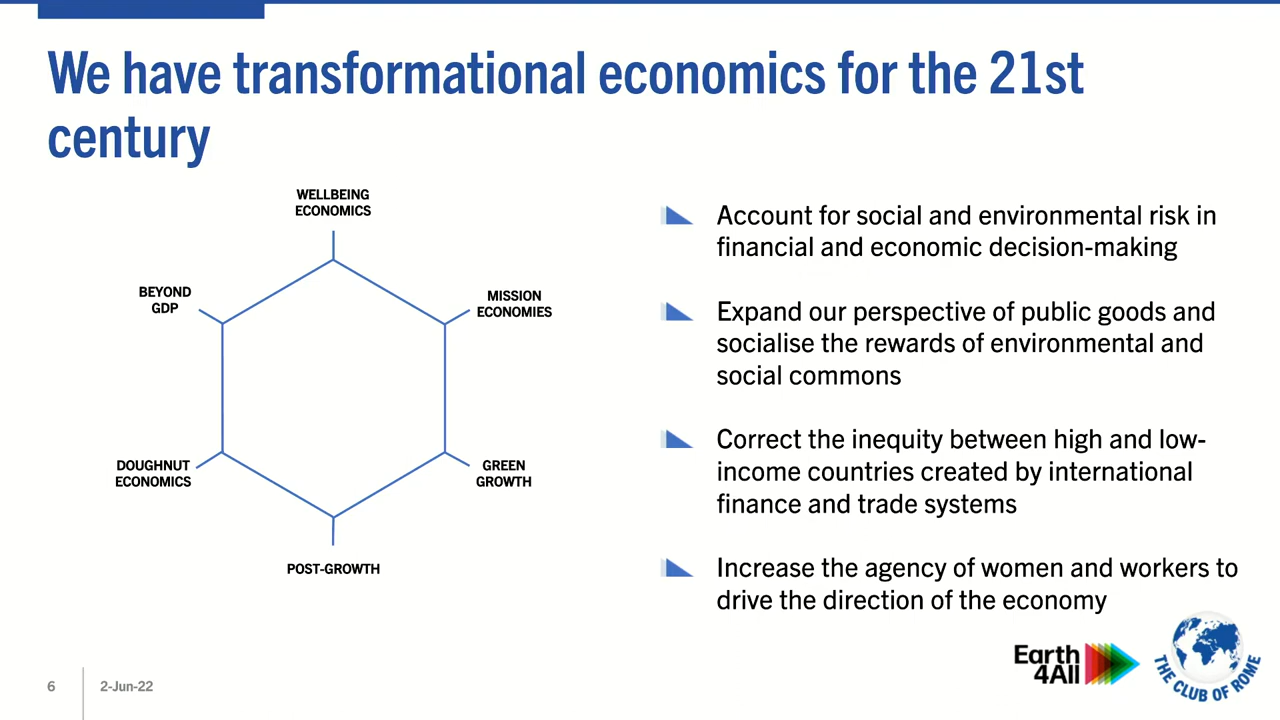 We have transformational economics for the 21st
century
WELLBEING
ECONOMICS
BEYOND
GDP
MISSION
ECONOMIES
DOUGHNUT
ECONOMICS
GREEN
GROWTH
POST-GROWTH
Account for social and environmental risk in
financial and economic decision-making
Expand our perspective of public goods and
socialise the rewards of environmental and
social commons
Correct the inequity between high and low-
income countries created by international
finance and trade systems
Increase the agency of women and workers to
drive the direction of the economy
Earth
4All
THE CLUB OF ROME
6
2-Jun-22